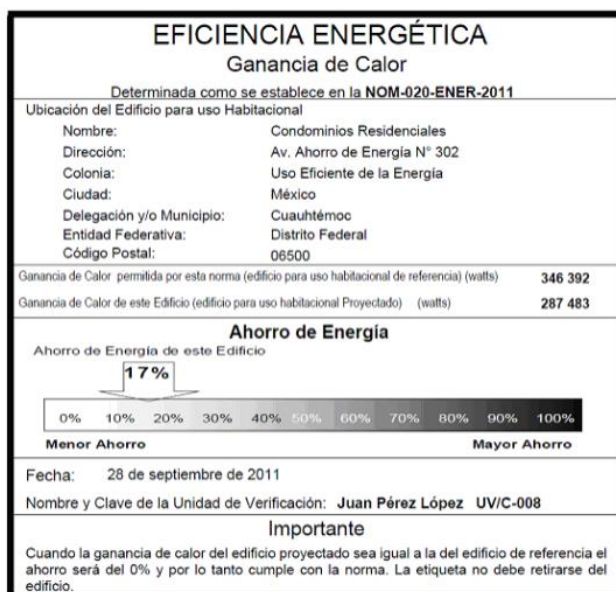 EFICIENCIA ENERGÉTICA
Ganancia de Calor
Determinada como se establece en la NOM-020-ENER-2011
Ubicación del Edificio para uso Habitacional
Nombre: Condominios Residenciales
Dirección: Av. Ahorro de Energía N° 302
Colonia: Uso Eficiente de la Energía
Ciudad: México
Delegación y/o Municipio: Cuauhtémoc
Entidad Federativa: Distrito Federal
Código Postal: 06500
Ganancia de Calor permitida por esta norma (edificio para uso habitacional de referencia) (watts) 346 392
Ganancia de Calor de este Edificio (edificio para uso habitacional Proyectado) (watts) 287 483
Ahorro de Energía
Ahorro de Energía de este Edificio
17%
0% 10% 20% 30% 40% 50% 60% 70% 80% 90% 100%
Menor Ahorro Mayor Ahorro
Fecha: 28 de septiembre de 2011
Nombre y Clave de la Unidad de Verificación: Juan Pérez López UV/C-008
Importante
Cuando la ganancia de calor del edificio proyectado sea igual a la del edificio de referencia el
ahorro será del 0% y por lo tanto cumple con la norma. La etiqueta no debe retirarse del
edificio.